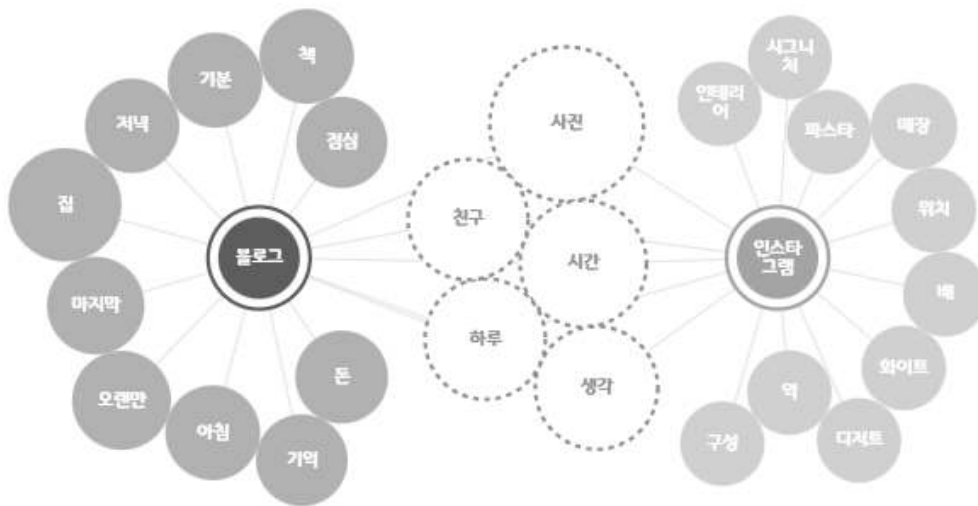 책
기분
저녁
점심
집
블로그
마지막
오랜만
아침
기억
돈
사진
친구
시간
하루
생각
시그니
처
인테리
어
파스타
매장
위치
인스타
그램
배
화이트
역
디저트
구성